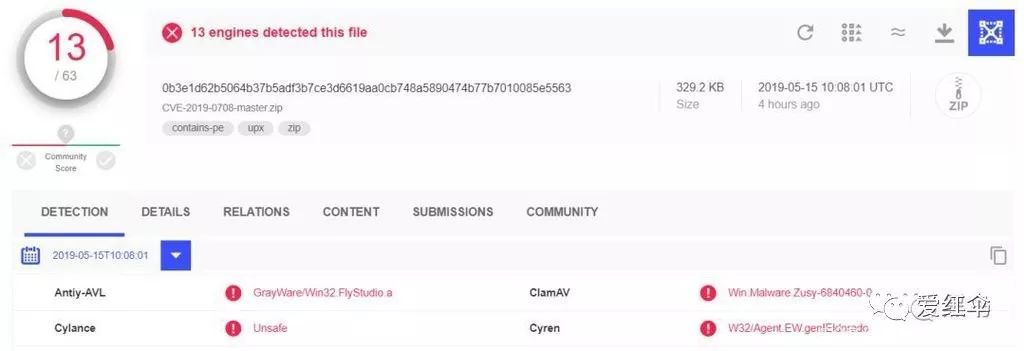 13
/ 63
?
Community
Score
13 engines detected this file
0b3e1d62b5064b37b5adf3b7ce3d6619aa0cb748a5890474b77b7010085e5563
CVE-2019-0708-master.zip
contains-pe upx zip
329.2 KB
Size
2019-05-15 10:08:01 UTC
4 hours ago
ZIP
DETECTION DETAILS RELATIONS CONTENT SUBMISSIONS COMMUNITY
2019-05-15T10:08:01
Antiy-AVL GrayWare/Win32.FlyStudio.a ClamAV Win.Malware.Zusy-6840460-0
Cylance Unsafe Cyren W32/Agent.EW.gen!Eldorado
爱红伞